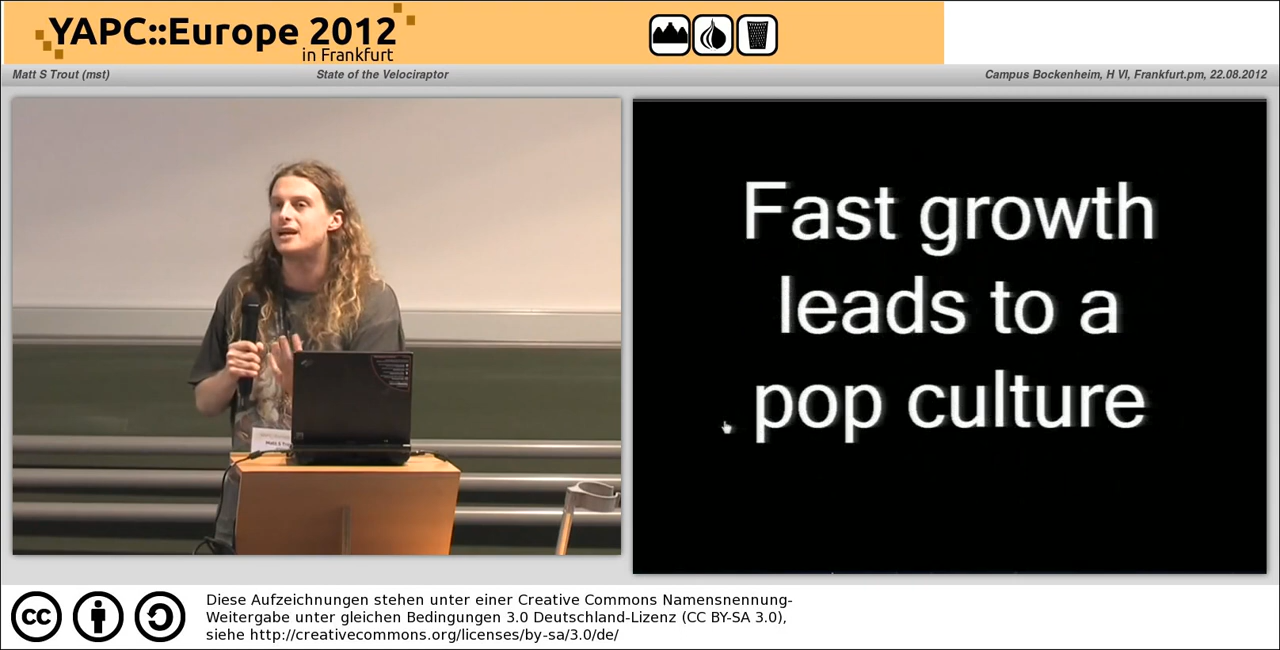 YAPC::Europe 2012
in Frankfurt
Matt S Trout (mst)
State of the Velociraptor
Campus Bockenheim, H VI, Frankfurt.pm, 22.08.2012
Fast growth
leads to a
pop culture
Matt S
cc
Diese Aufzeichnungen stehen unter einer Creative Commons Namensnennung-
Weitergabe unter gleichen Bedingungen 3.0 Deutschland-Lizenz (CC BY-SA 3.0),
siehe http://creativecommons.org/licenses/by-sa/3.0/de/